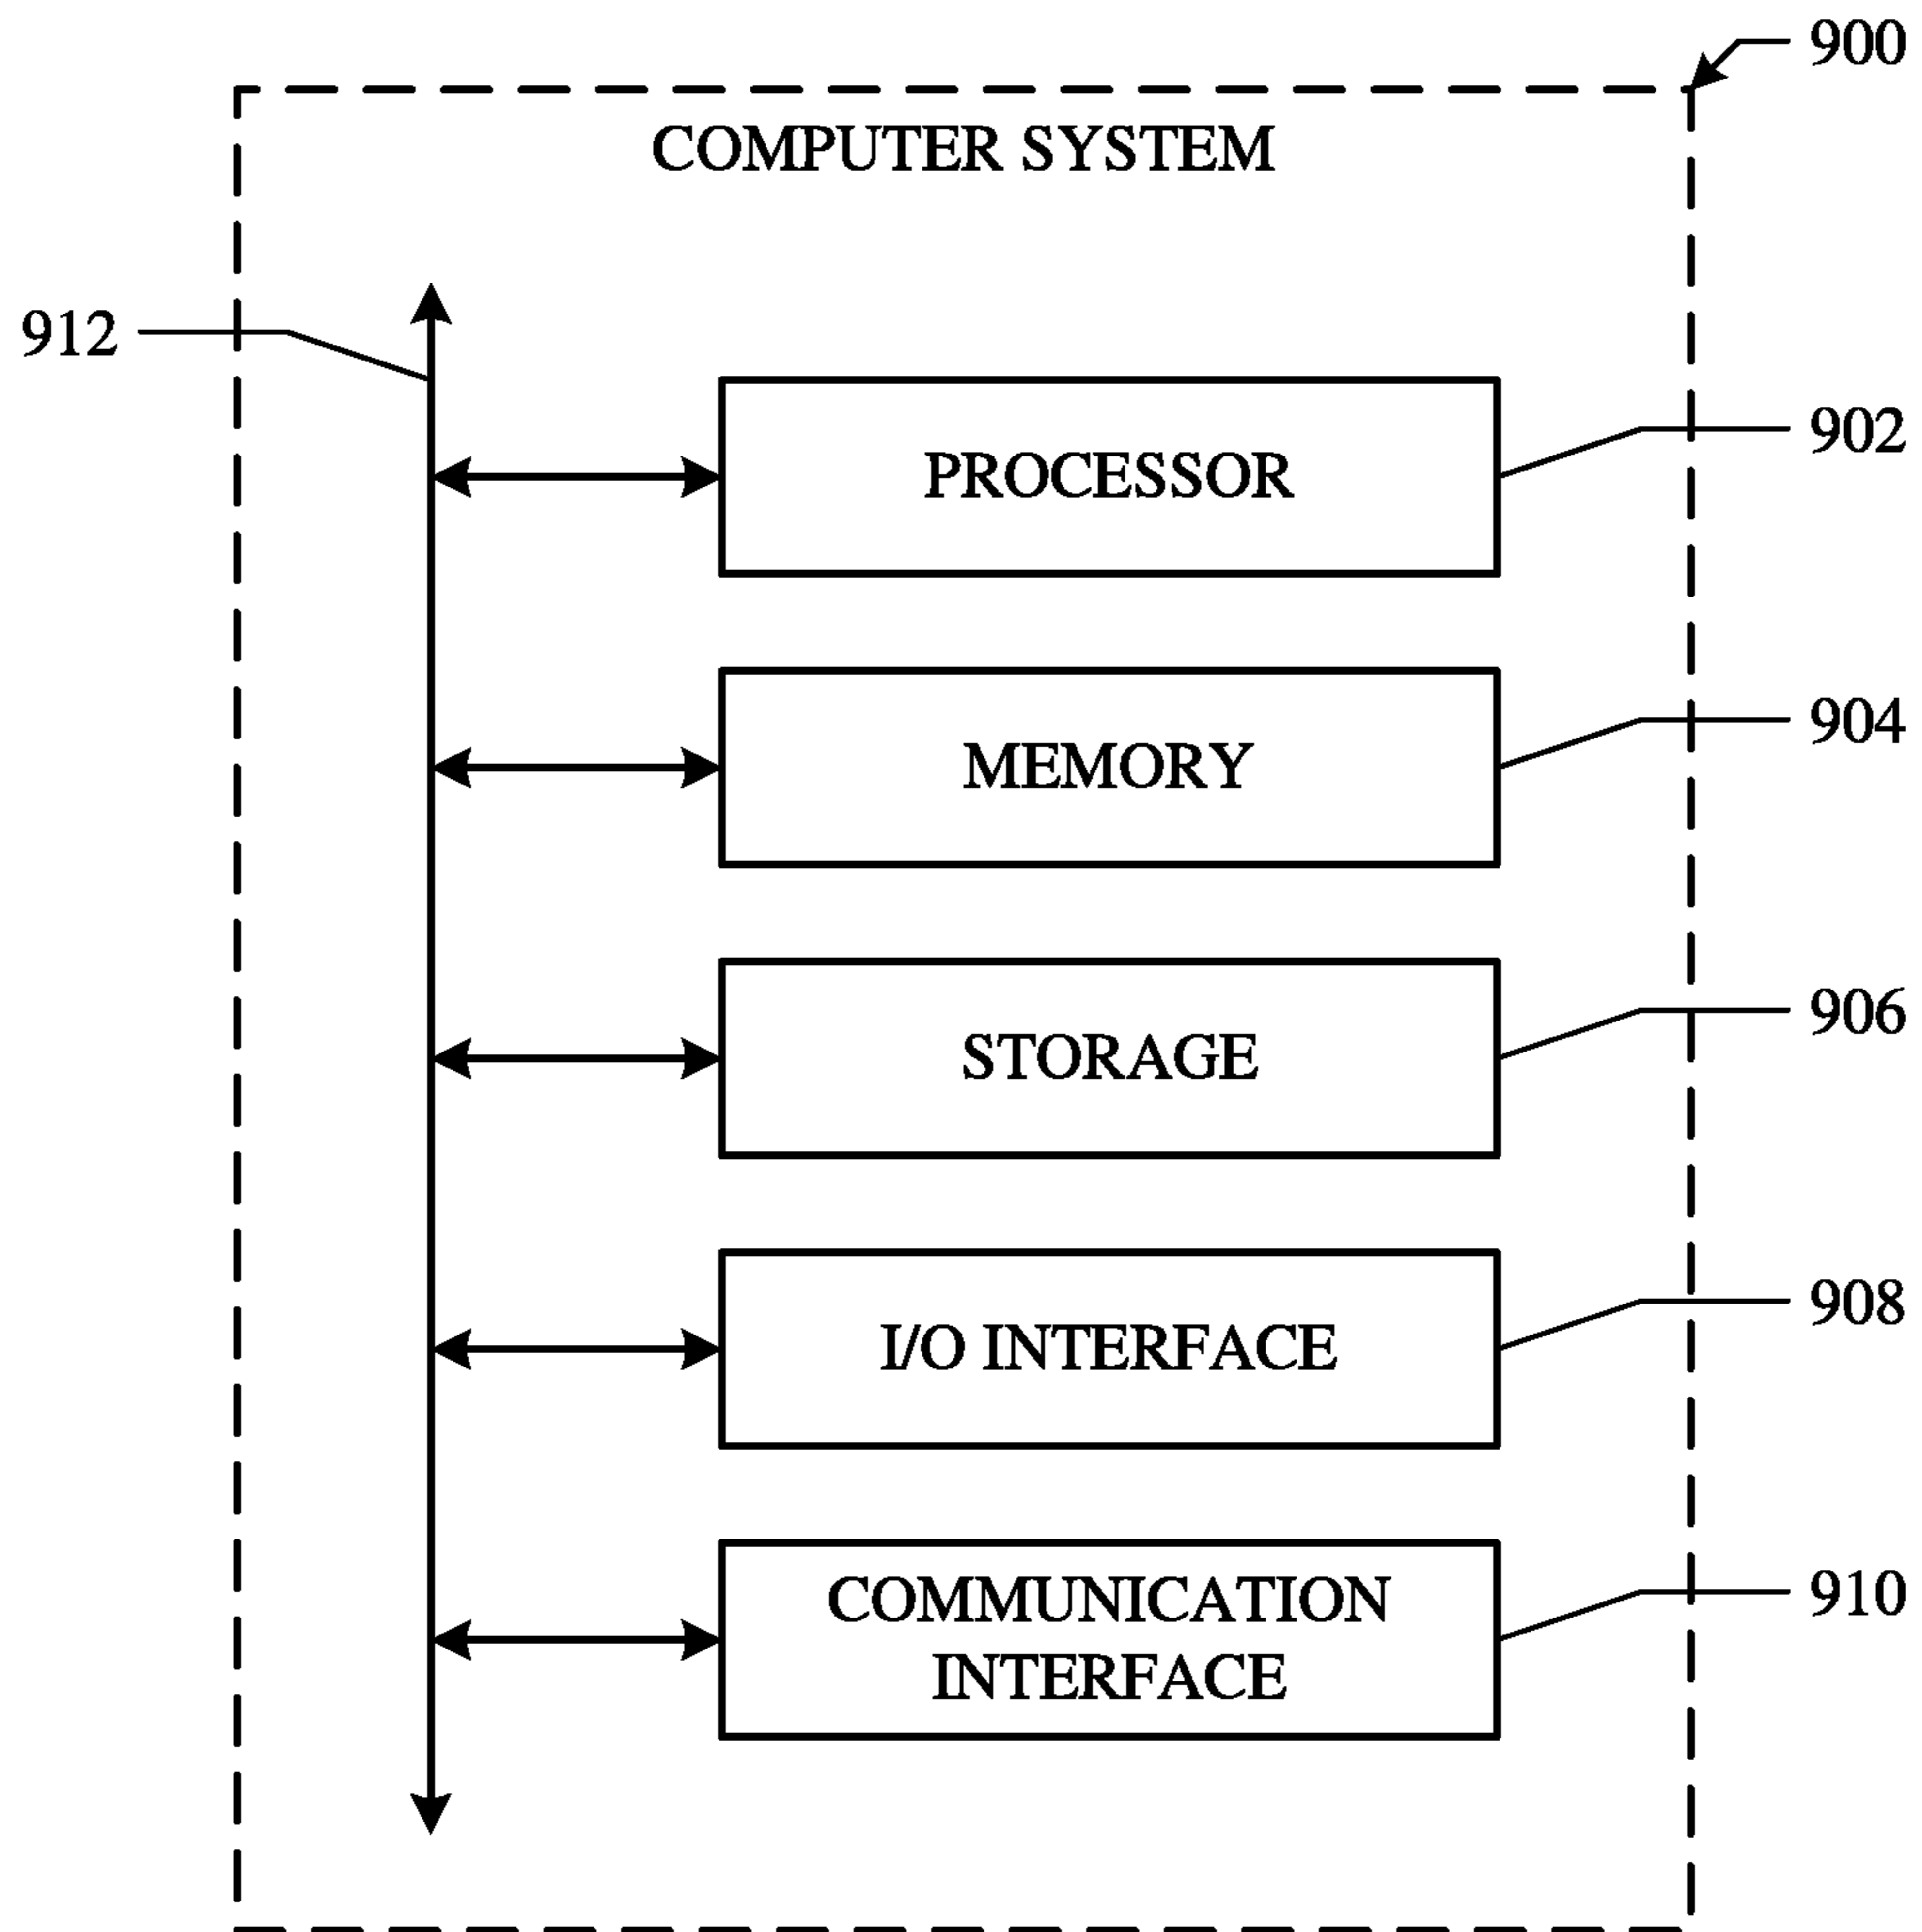 900
COMPUTER SYSTEM
912
PROCESSOR
902
MEMORY
904
STORAGE
906
I/O INTERFACE
908
COMMUNICATION
INTERFACE
910